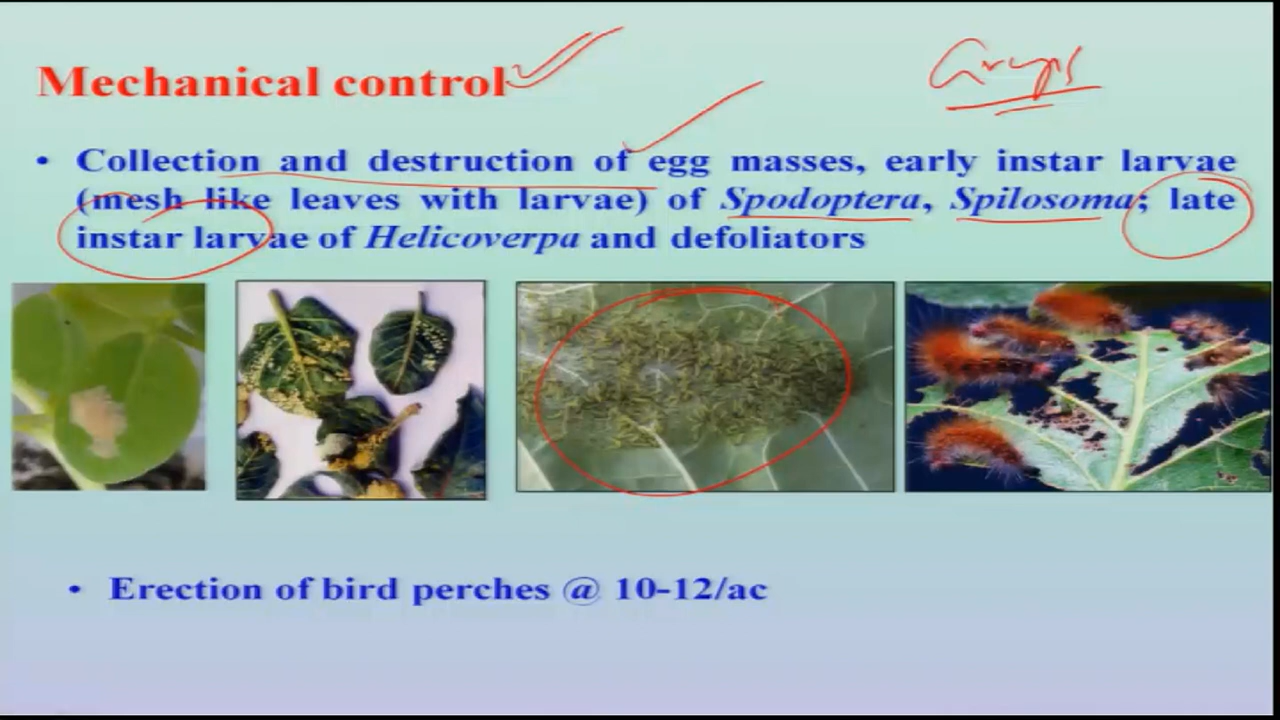 Mechanical control
• Collection and destruction of egg masses, early instar larvae
(mesh like leaves with larvae) of Spodoptera, Spilosoma; late
instar larvae of Helicoverpa and defoliators
• Erection of bird perches @ 10-12/ac